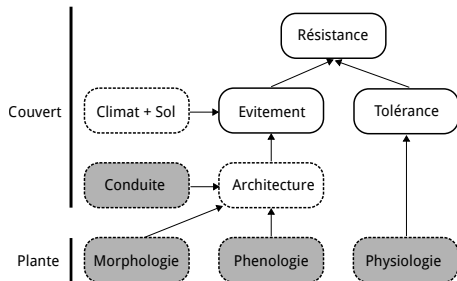 Résistance
Couvert
Climat + Sol
Evitement
Tolérance
Conduite
Architecture
Plante
Morphologie
Phenologie
Physiologie